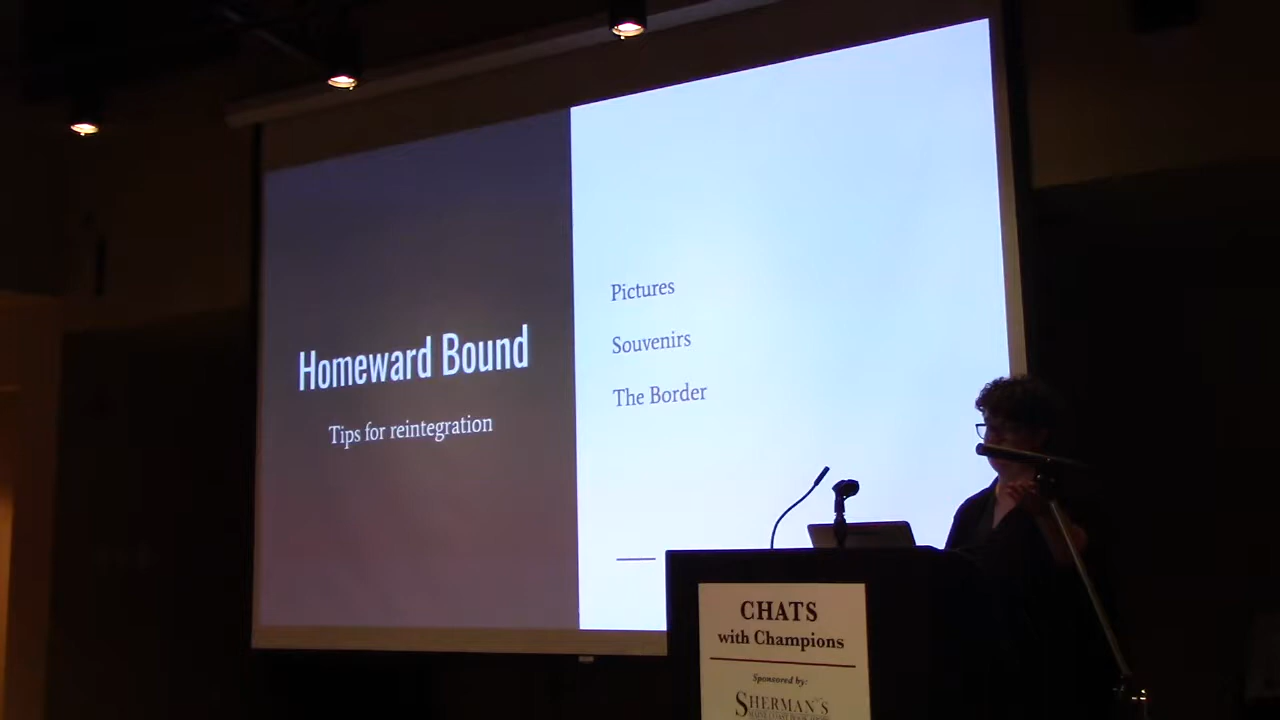 Homeward Bound
Tips for reintegration
Pictures
Souvenirs
The Border
CHATS
with Champions
Sponsored by:
SHERMAN'S